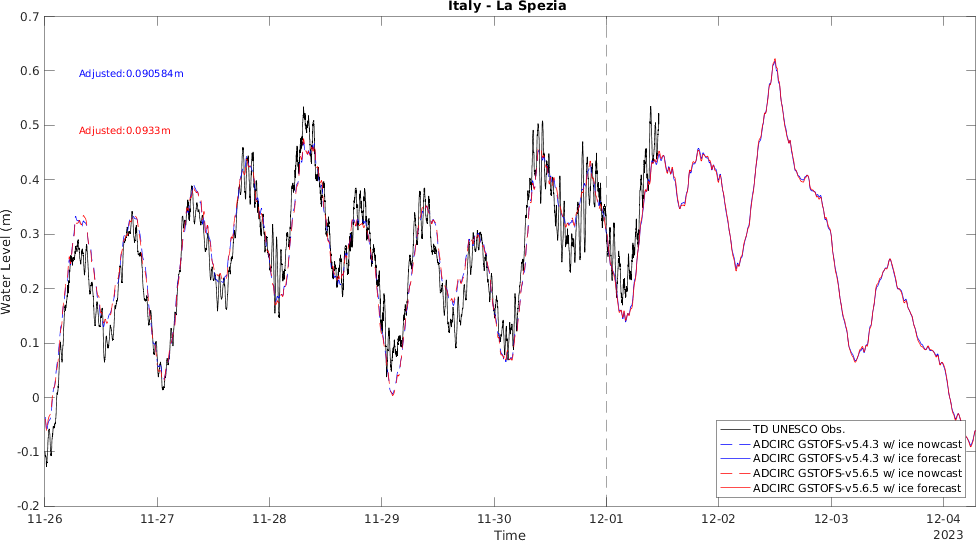 Italy - La Spezia
0.7
0.6
0.5
0.4
0.3
0.2
0.1
0
-0.1
-0.2
Water Level (m)
Adjusted:0.090584m
Adjusted:0.0933m
TD UNESCO Obs.
ADCIRC GSTOFS-v5.4.3 w/ ice nowcast
ADCIRC GSTOFS-v5.4.3 w/ ice forecast
ADCIRC GSTOFS-v5.6.5 w/ ice nowcast
ADCIRC GSTOFS-v5.6.5 w/ ice forecast
11-26 11-27 11-28 11-29 11-30 12-01 12-02 12-03 12-04
Time
2023